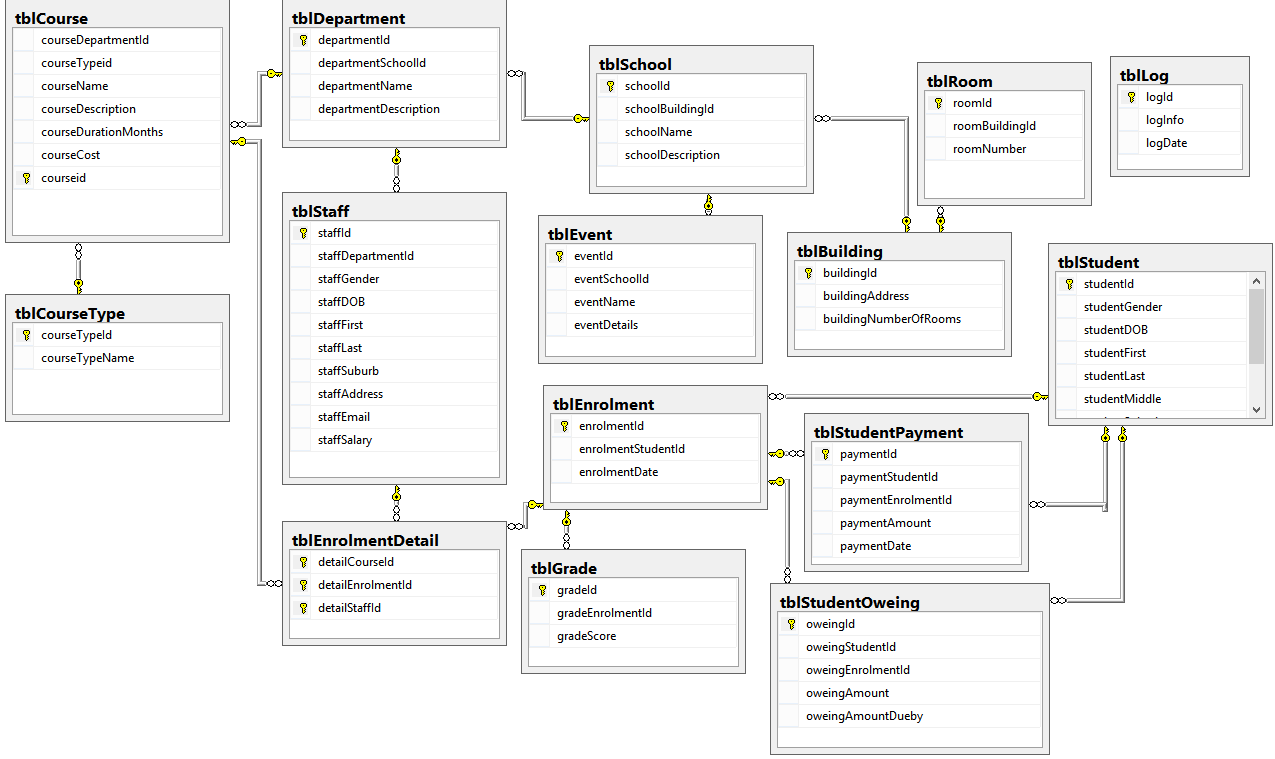 tblCourse
courseDepartmentId
courseTypeid
courseName
courseDescription
courseDurationMonths
courseCost
courseid
tblDepartment
departmentId
departmentSchoolId
departmentName
departmentDescription
tblSchool
schoolId
schoolBuildingId
schoolName
schoolDescription
tblRoom
roomId
roomBuildingId
roomNumber
tblLog
logId
logInfo
logDate
tblStaff
staffId
staffDepartmentId
staffGender
staffDOB
staffFirst
staffLast
staffSuburb
staffAddress
staffEmail
staffSalary
tblEvent
eventId
eventSchoolId
eventName
eventDetails
tblBuilding
buildingId
buildingAddress
buildingNumberOfRooms
tblStudent
studentId
studentGender
studentDOB
studentFirst
studentLast
studentMiddle
tblCourseType
courseTypeId
courseTypeName
tblEnrolment
enrolmentId
enrolmentStudentId
enrolmentDate
tblStudentPayment
paymentId
paymentStudentId
paymentEnrolmentId
paymentAmount
paymentDate
tblEnrolmentDetail
detailCourseId
detailEnrolmentId
detailStaffId
tblGrade
gradeId
gradeEnrolmentId
gradeScore
tblStudentOweing
oweingId
oweingStudentId
oweingEnrolmentId
oweingAmount
oweingAmountDueby